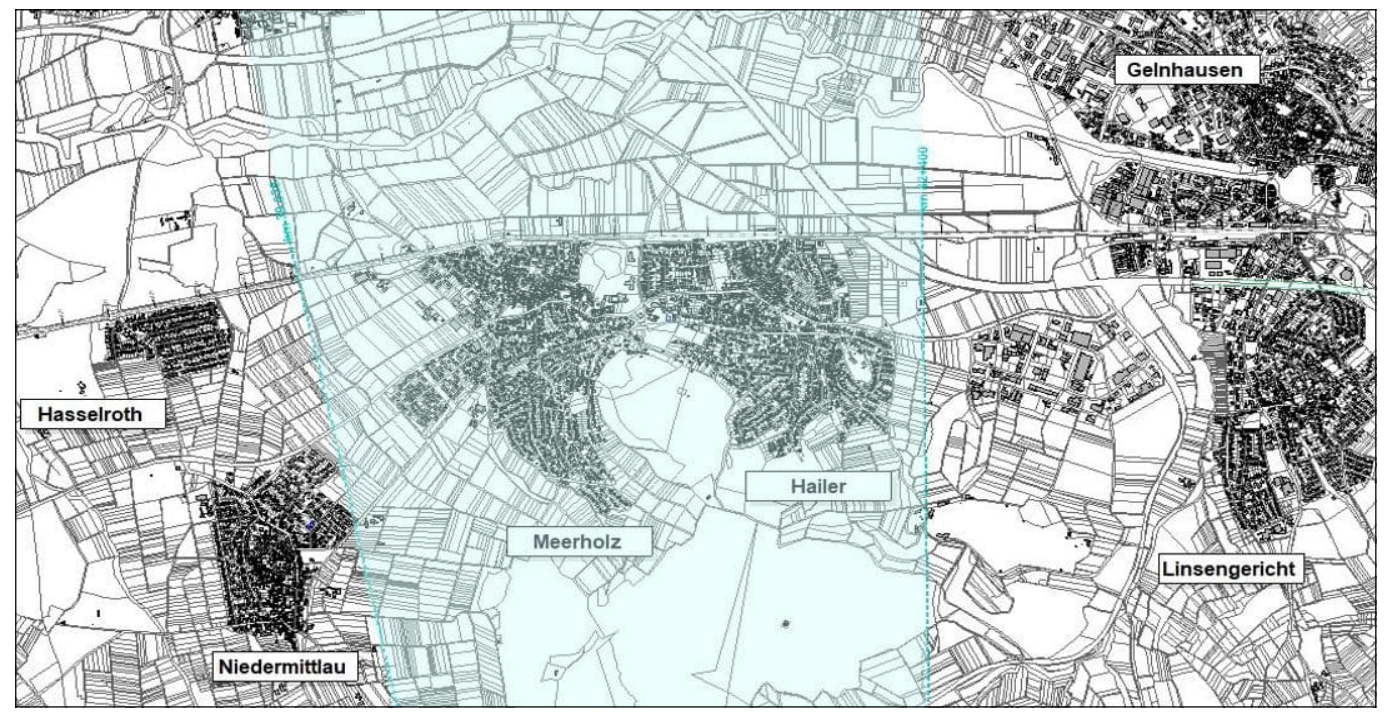 Gelnhausen
Hasselroth
Hailer
Meerholz
Linsengericht
Niedermittlau